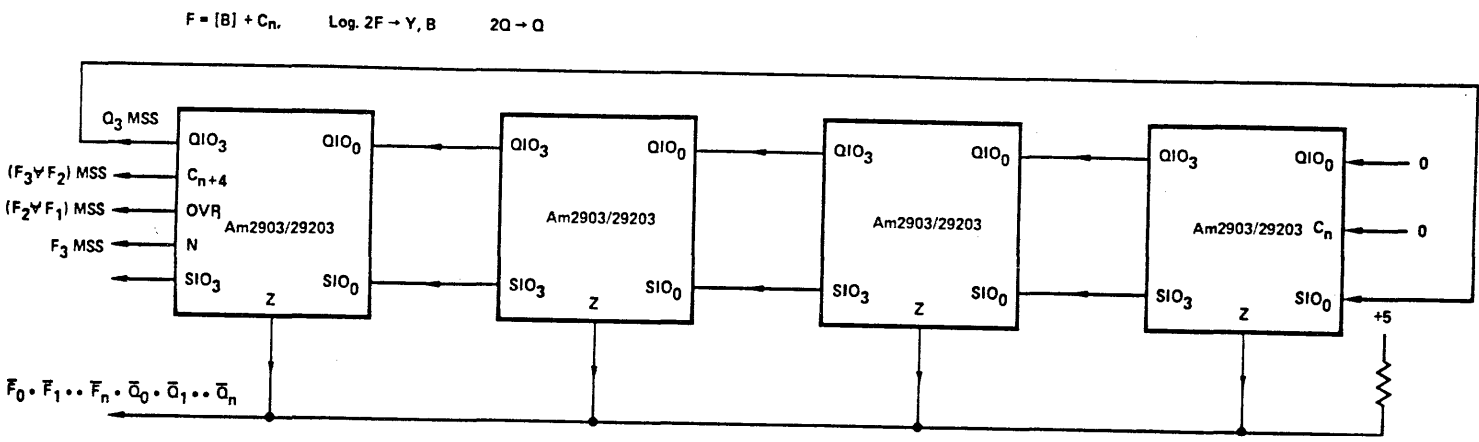 F = [B] + Cn,   Log. 2F → Y, B   2Q → Q
Q3 MSS
QIO3 QIO0 QIO3 QIO0 QIO3 QIO0 QIO3 QIO0 0
(F3∀F2) MSS Cn+4
(F2∀F1) MSS OVR
Am2903/29203 Am2903/29203 Am2903/29203 Am2903/29203 Cn 0
F3 MSS N
SIO3 SIO0 SIO3 SIO0 SIO3 SIO0 SIO3 SIO0
Z Z Z Z +5
F̅0 • F̅1 •• F̅n • Q̅0 • Q̅1 •• Q̅n